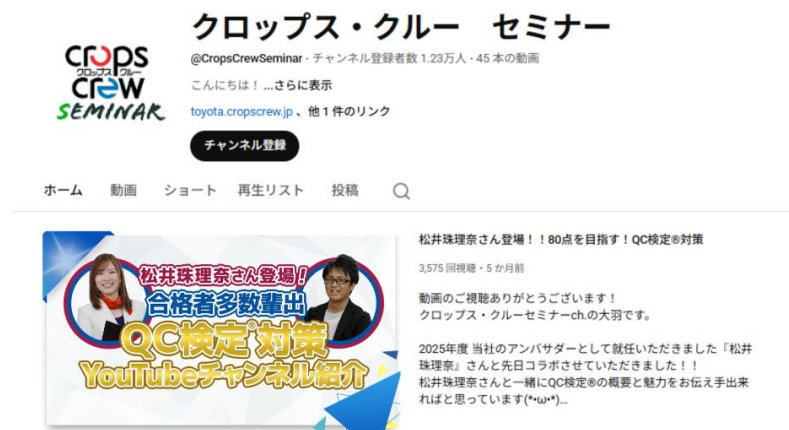 クロップス・クルー　セミナー
@CropsCrewSeminar・チャンネル登録者数 1.23万人・45 本の動画
こんにちは！ ...さらに表示
toyota.cropscrew.jp 、他 1 件のリンク
チャンネル登録
crops
クロップス クルー
crew
SEMINAR
ホーム 動画 ショート 再生リスト 投稿
松井珠理奈さん登場！
合格者多数輩出
QC検定®対策
YouTubeチャンネル紹介
松井珠理奈さん登場！！80点を目指す！QC検定®対策
3,575 回視聴・5 か月前
動画のご視聴ありがとうございます！
クロップス・クルーセミナーch.の大羽です。
2025年度 当社のアンバサダーとして就任いただきました『松井
珠理奈』さんと先日コラボさせていただきました！！
松井珠理奈さんと一緒にQC検定®の概要と魅力をお伝え手出来
ればと思っています(*•ω•*)...